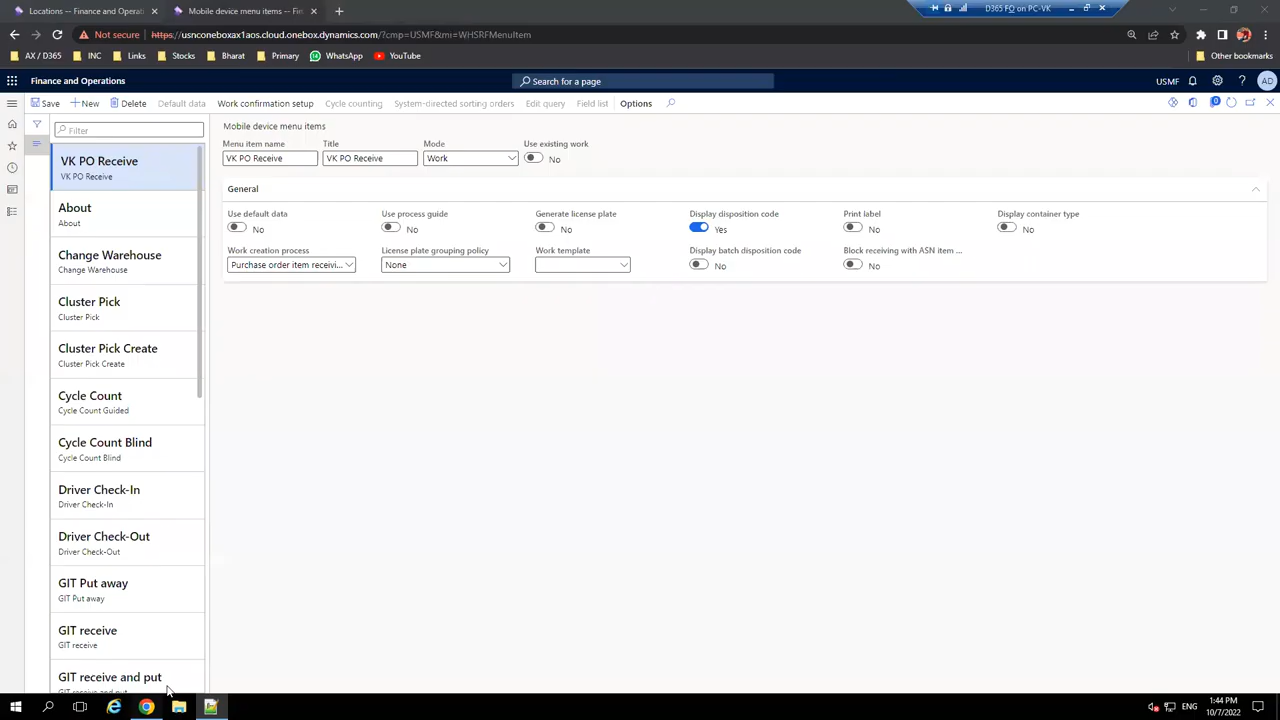 Locations -- Finance and Operati
Mobile device menu items -- Fin
D365 FO on PC-VK
Not secure
https://usnconeboxax1aos.cloud.onebox.dynamics.com/?cmp=USMF&mi=WHSRFMenuItem
AX / D365
INC
Links
Stocks
Bharat
Primary
WhatsApp
YouTube
Other bookmarks
Finance and Operations
Search for a page
USMF
AD
Save
New
Delete
Default data
Work confirmation setup
Cycle counting
System-directed sorting orders
Edit query
Field list
Options
0
Filter
VK PO Receive
VK PO Receive
About
About
Change Warehouse
Change Warehouse
Cluster Pick
Cluster Pick
Cluster Pick Create
Cluster Pick Create
Cycle Count
Cycle Count Guided
Cycle Count Blind
Cycle Count Blind
Driver Check-In
Driver Check-In
Driver Check-Out
Driver Check-Out
GIT Put away
GIT Put away
GIT receive
GIT receive
GIT receive and put
GIT receive and put
Mobile device menu items
Menu item name
Title
Mode
Use existing work
VK PO Receive
VK PO Receive
Work
No
General
Use default data
Use process guide
Generate license plate
Display disposition code
Print label
Display container type
No
No
No
Yes
No
No
Work creation process
License plate grouping policy
Work template
Display batch disposition code
Block receiving with ASN item ...
Purchase order item receivi...
None
No
No
ENG
1:44 PM
10/7/2022